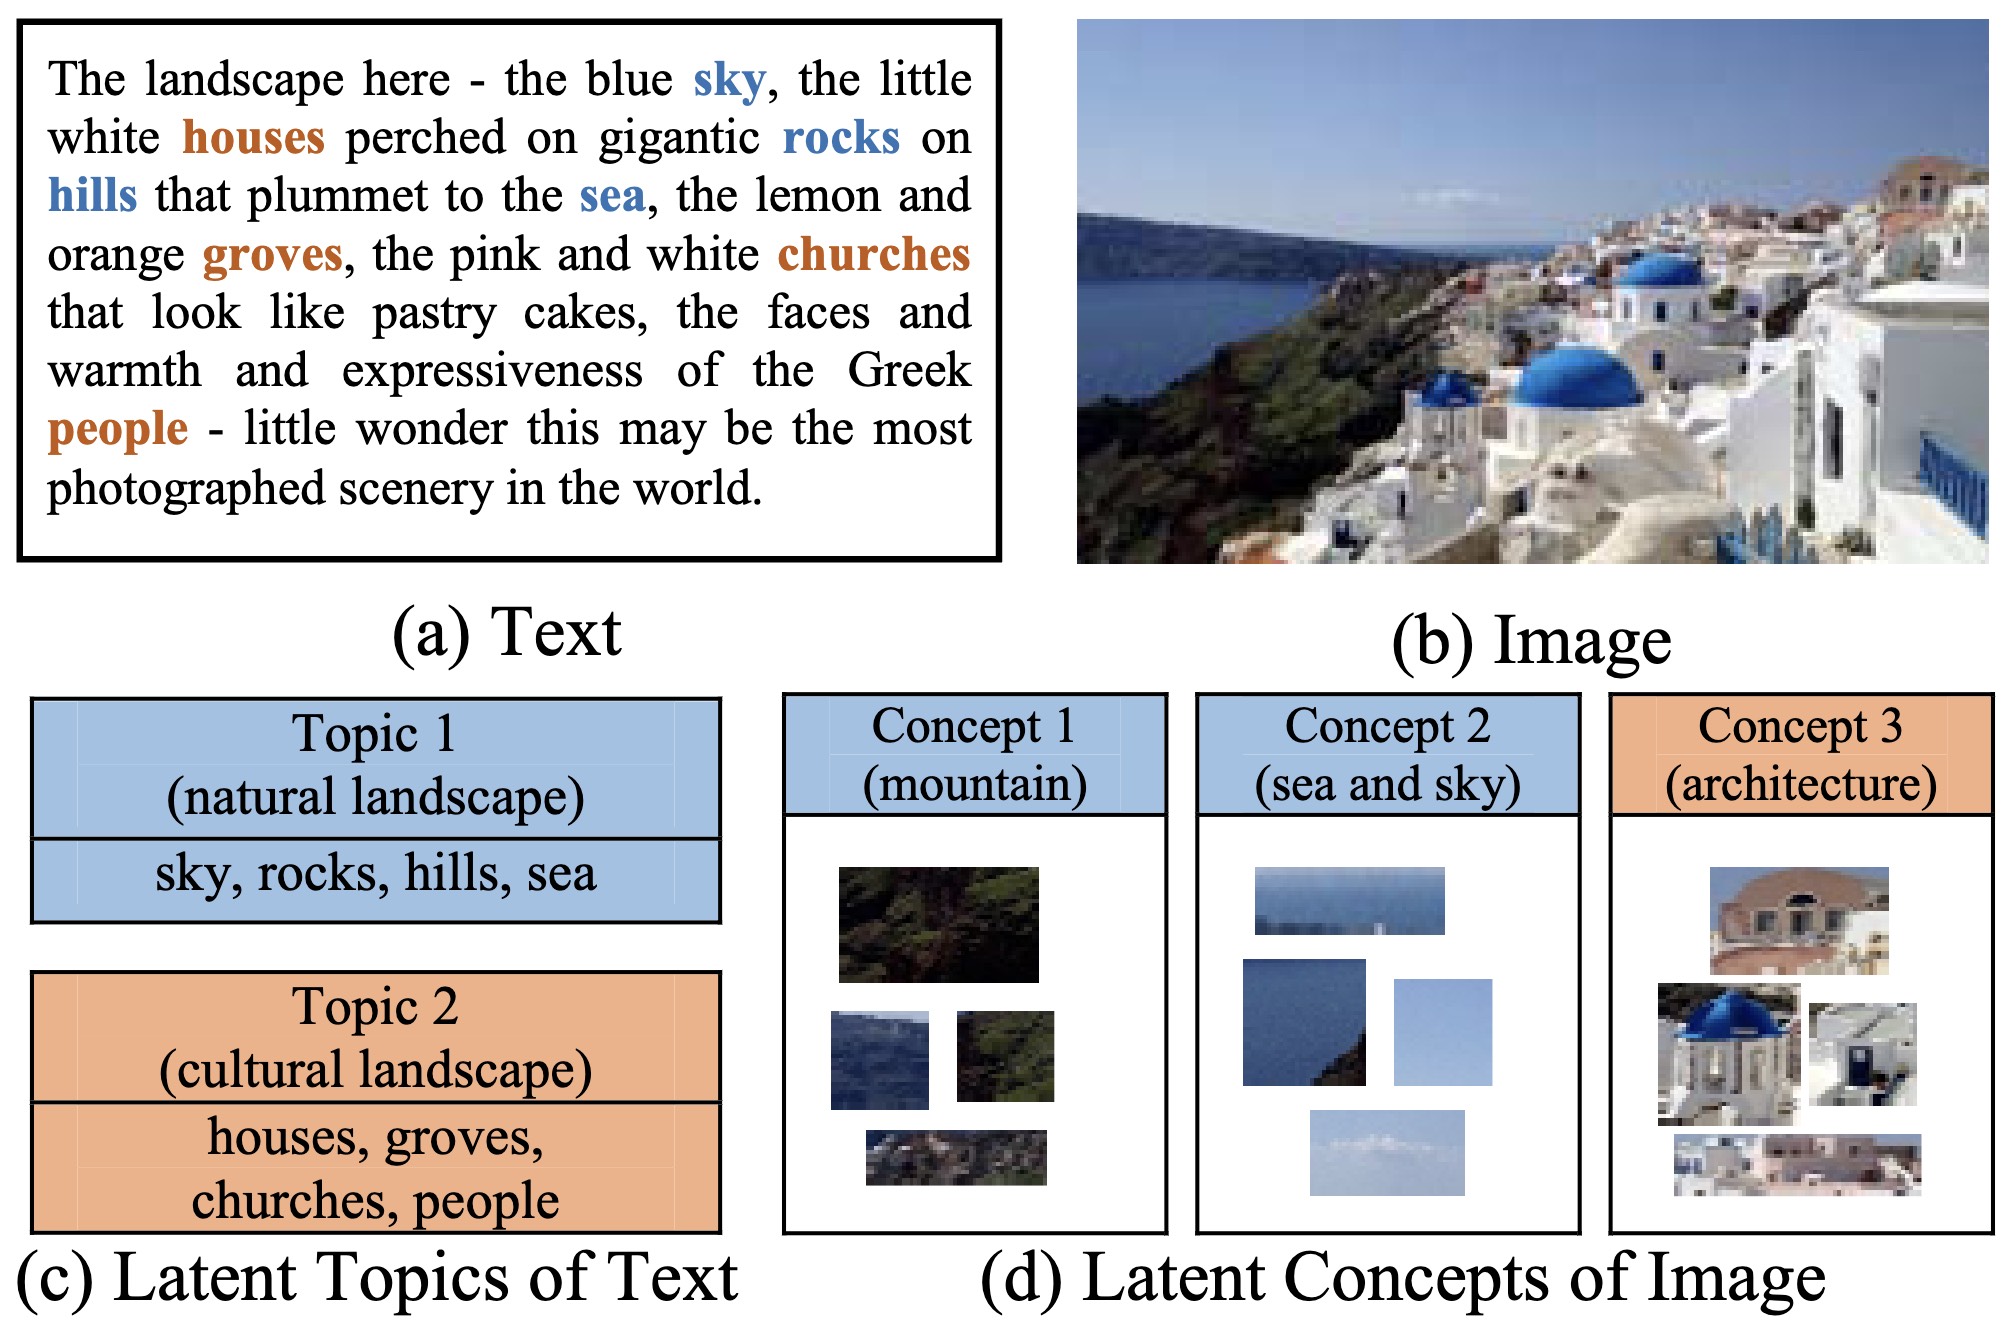 The landscape here - the blue sky, the little
white houses perched on gigantic rocks on
hills that plummet to the sea, the lemon and
orange groves, the pink and white churches
that look like pastry cakes, the faces and
warmth and expressiveness of the Greek
people - little wonder this may be the most
photographed scenery in the world.
(a) Text
(b) Image
Topic 1
(natural landscape)
sky, rocks, hills, sea
Topic 2
(cultural landscape)
houses, groves,
churches, people
(c) Latent Topics of Text
Concept 1
(mountain)
Concept 2
(sea and sky)
Concept 3
(architecture)
(d) Latent Concepts of Image